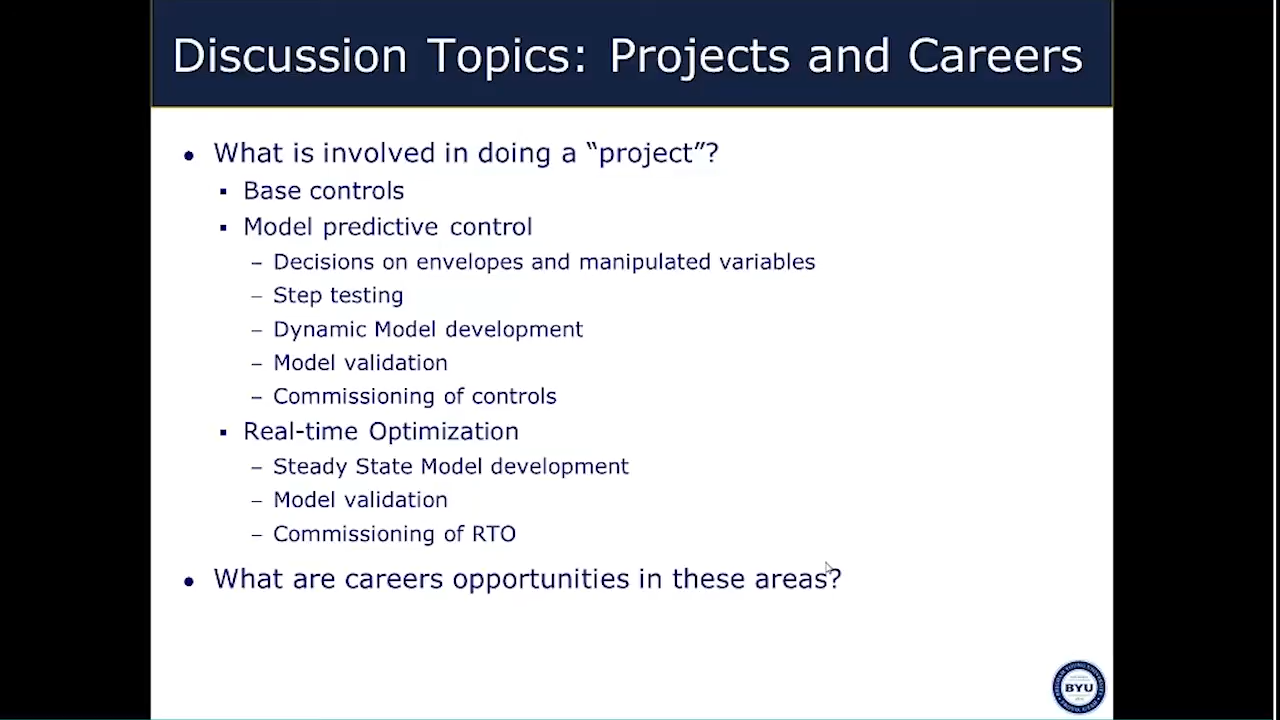 Discussion Topics: Projects and Careers
• What is involved in doing a “project”?
▪ Base controls
▪ Model predictive control
– Decisions on envelopes and manipulated variables
– Step testing
– Dynamic Model development
– Model validation
– Commissioning of controls
▪ Real-time Optimization
– Steady State Model development
– Model validation
– Commissioning of RTO
• What are careers opportunities in these areas?
BYU